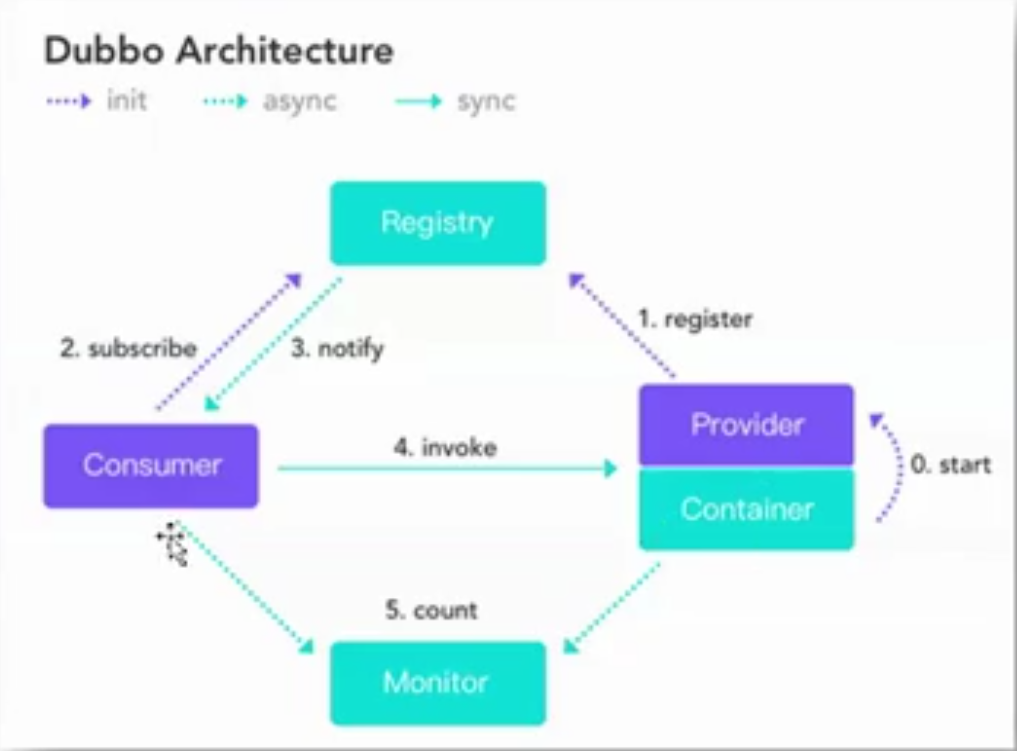 Dubbo Architecture
init async sync
Registry
2. subscribe
3. notify
1. register
Provider
Consumer
4. invoke
0. start
Container
5. count
Monitor